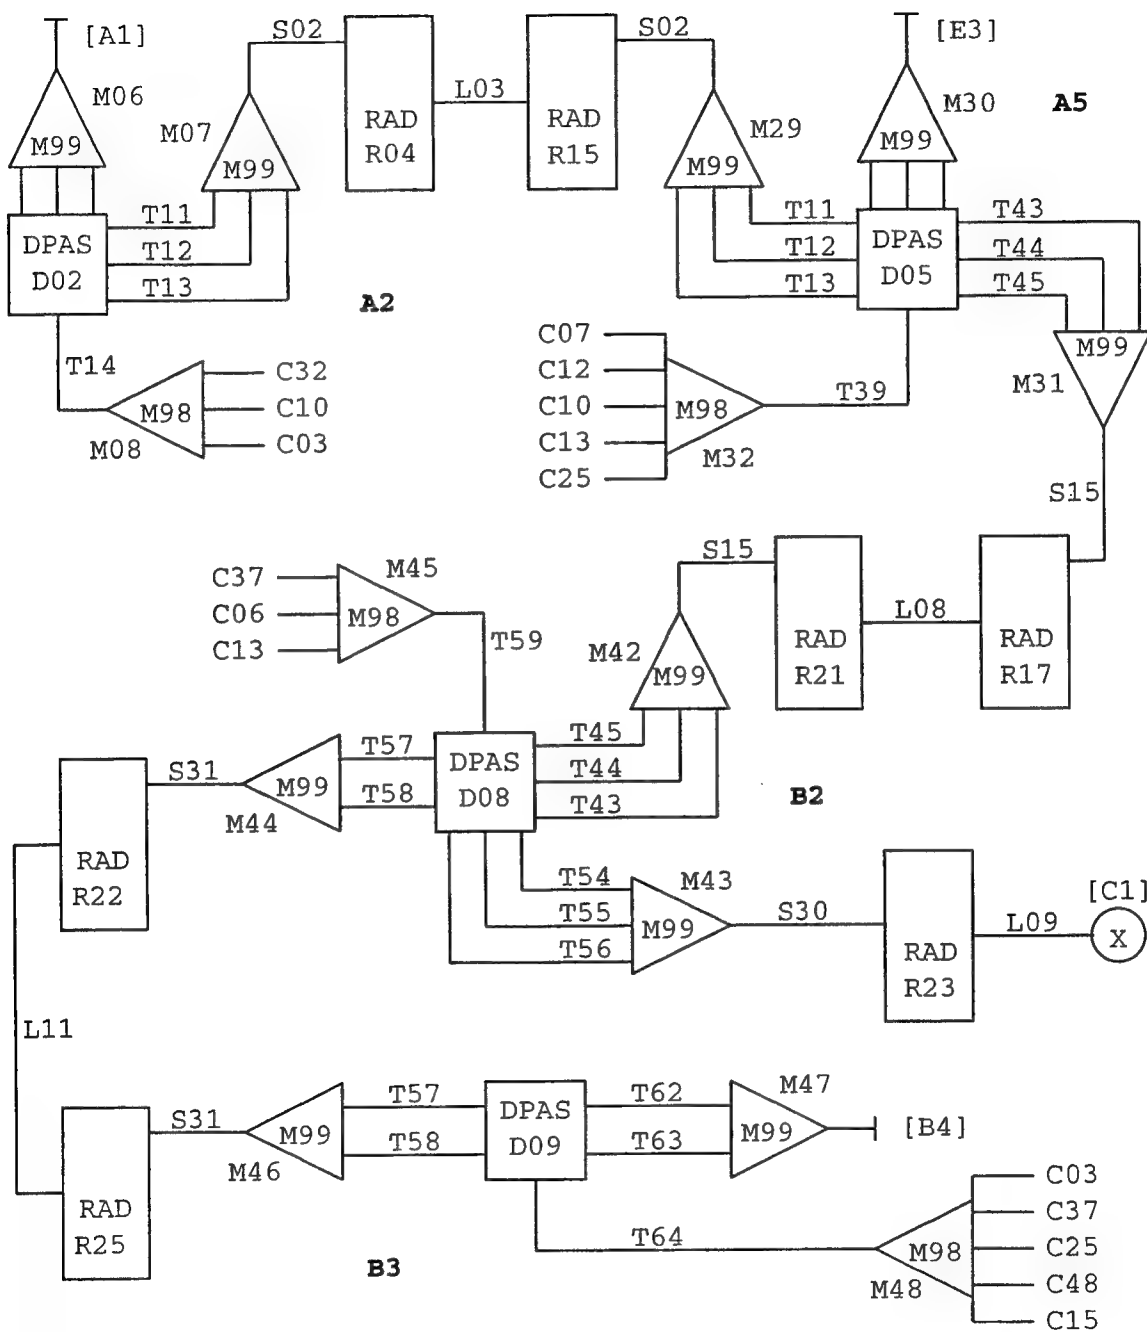 [A1]
S02
S02
[E3]
M06
M07
L03
M29
M30
A5
M99
M99
RAD
R04
RAD
R15
M99
M99
T11
T12
T13
DPAS
D02
T11
T12
T13
DPAS
D05
T43
T44
T45
A2
T14
C32
C10
C03
M98
M08
C07
C12
C10
C13
C25
M98
M32
T39
M99
M31
S15
C37
C06
C13
M45
M98
T59
S15
M42
M99
RAD
R21
L08
RAD
R17
S31
M99
M44
T57
T58
DPAS
D08
T45
T44
T43
B2
RAD
R22
T54
T55
T56
M43
M99
S30
RAD
R23
L09
[C1]
X
L11
S31
M99
M46
T57
T58
DPAS
D09
T62
T63
M47
M99
[B4]
RAD
R25
B3
T64
M98
M48
C03
C37
C25
C48
C15